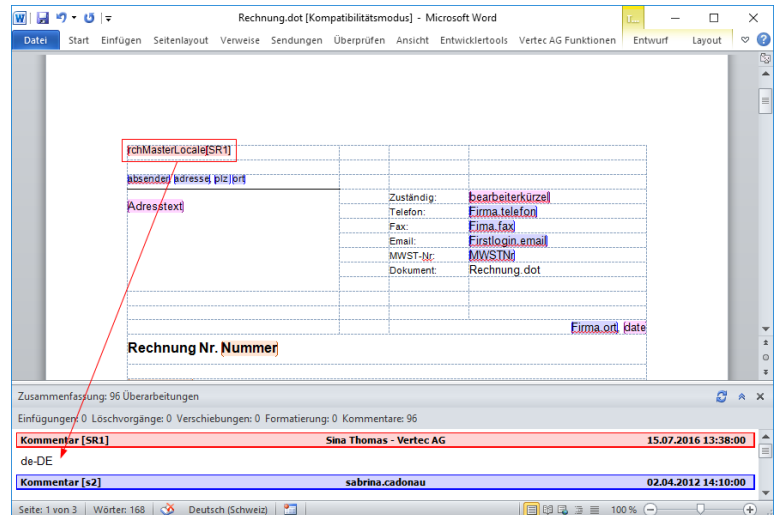 Rechnung.dot [Kompatibilitätsmodus] - Microsoft Word
T...
Datei Start Einfügen Seitenlayout Verweise Sendungen Überprüfen Ansicht Entwicklertools Vertec AG Funktionen Entwurf Layout
rchMasterLocale[SR1]
absender, adresse, plz ort
Adresstext
Zuständig: bearbeiterkürzel
Telefon: Firma.telefon
Fax: Fima.fax
Email: Firstlogin.email
MWST-Nr: MWSTNr
Dokument: Rechnung.dot
Firma.ort, date
Rechnung Nr. Nummer
Zusammenfassung: 96 Überarbeitungen
Einfügungen: 0 Löschvorgänge: 0 Verschiebungen: 0 Formatierung: 0 Kommentare: 96
Kommentar [SR1] Sina Thomas - Vertec AG 15.07.2016 13:38:00
de-DE
Kommentar [s2] sabrina.cadonau 02.04.2012 14:10:00
Seite: 1 von 3 Wörter: 168 Deutsch (Schweiz) 100 %